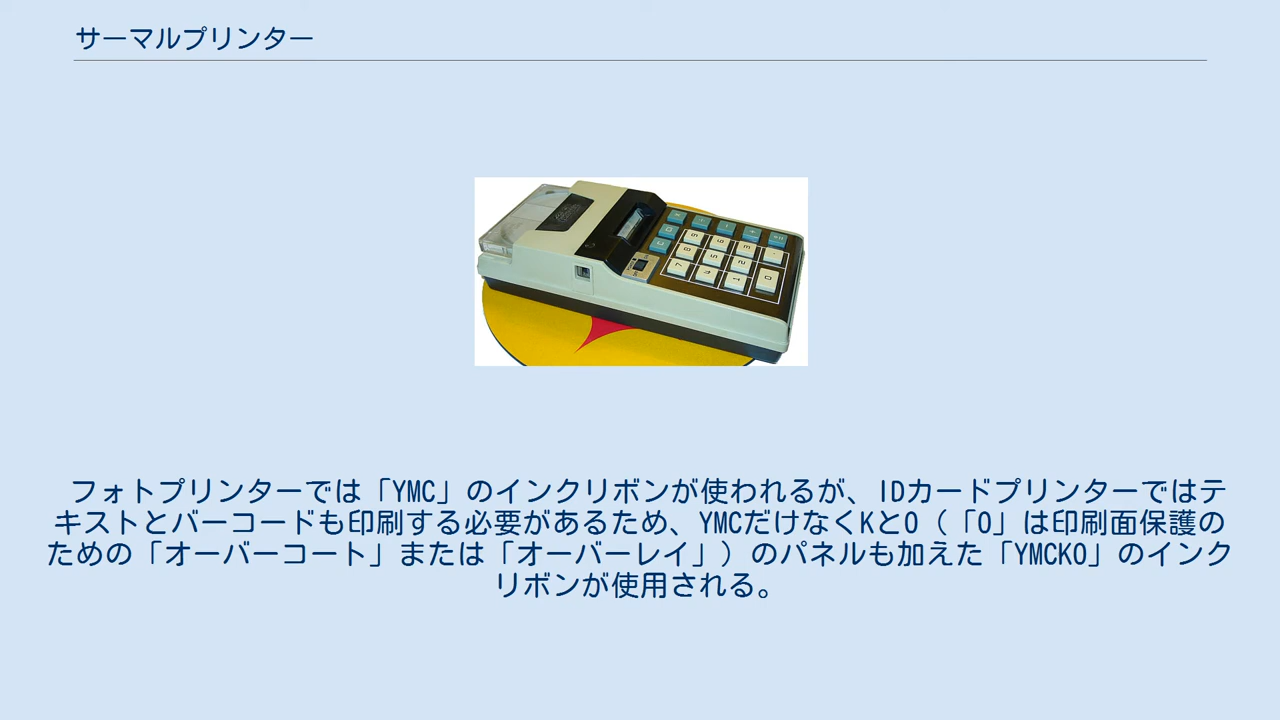 サーマルプリンター
フォトプリンターでは「YMC」のインクリボンが使われるが、IDカードプリンターではテ
キストとバーコードも印刷する必要があるため、YMCだけなくKとO（「O」は印刷面保護の
ための「オーバーコート」または「オーバーレイ」）のパネルも加えた「YMCKO」のインク
リボンが使用される。